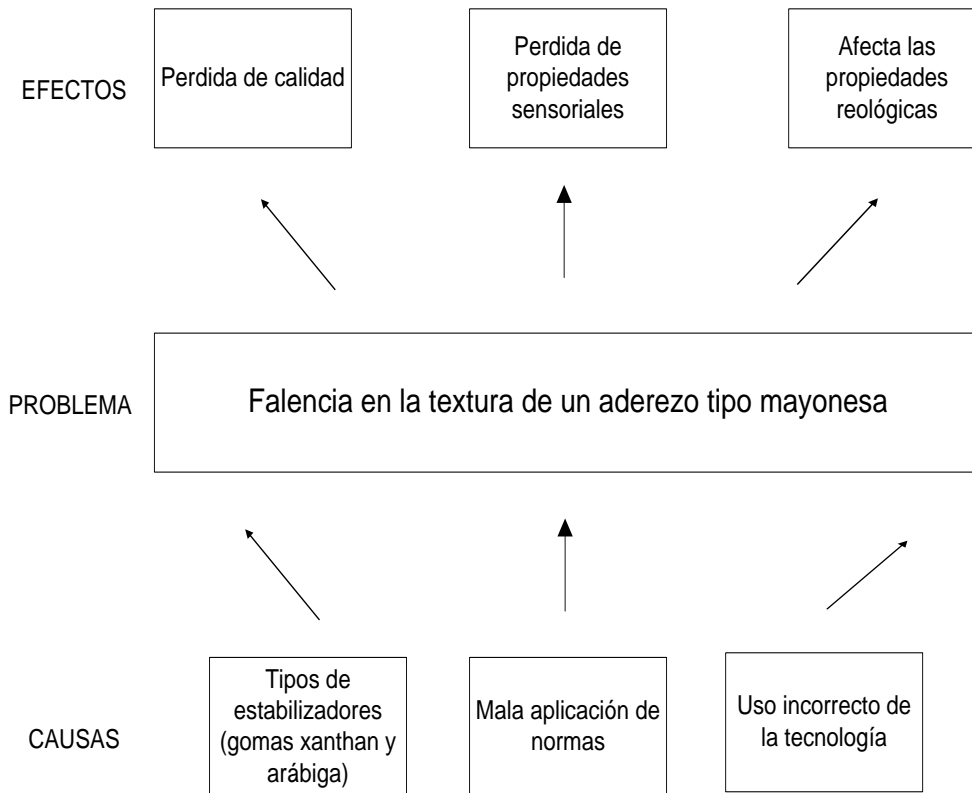 EFECTOS
Perdida de calidad
Perdida de
propiedades
sensoriales
Afecta las
propiedades
reológicas
PROBLEMA
Falencia en la textura de un aderezo tipo mayonesa
CAUSAS
Tipos de
estabilizadores
(gomas xanthan y
arábiga)
Mala aplicación de
normas
Uso incorrecto de
la tecnología